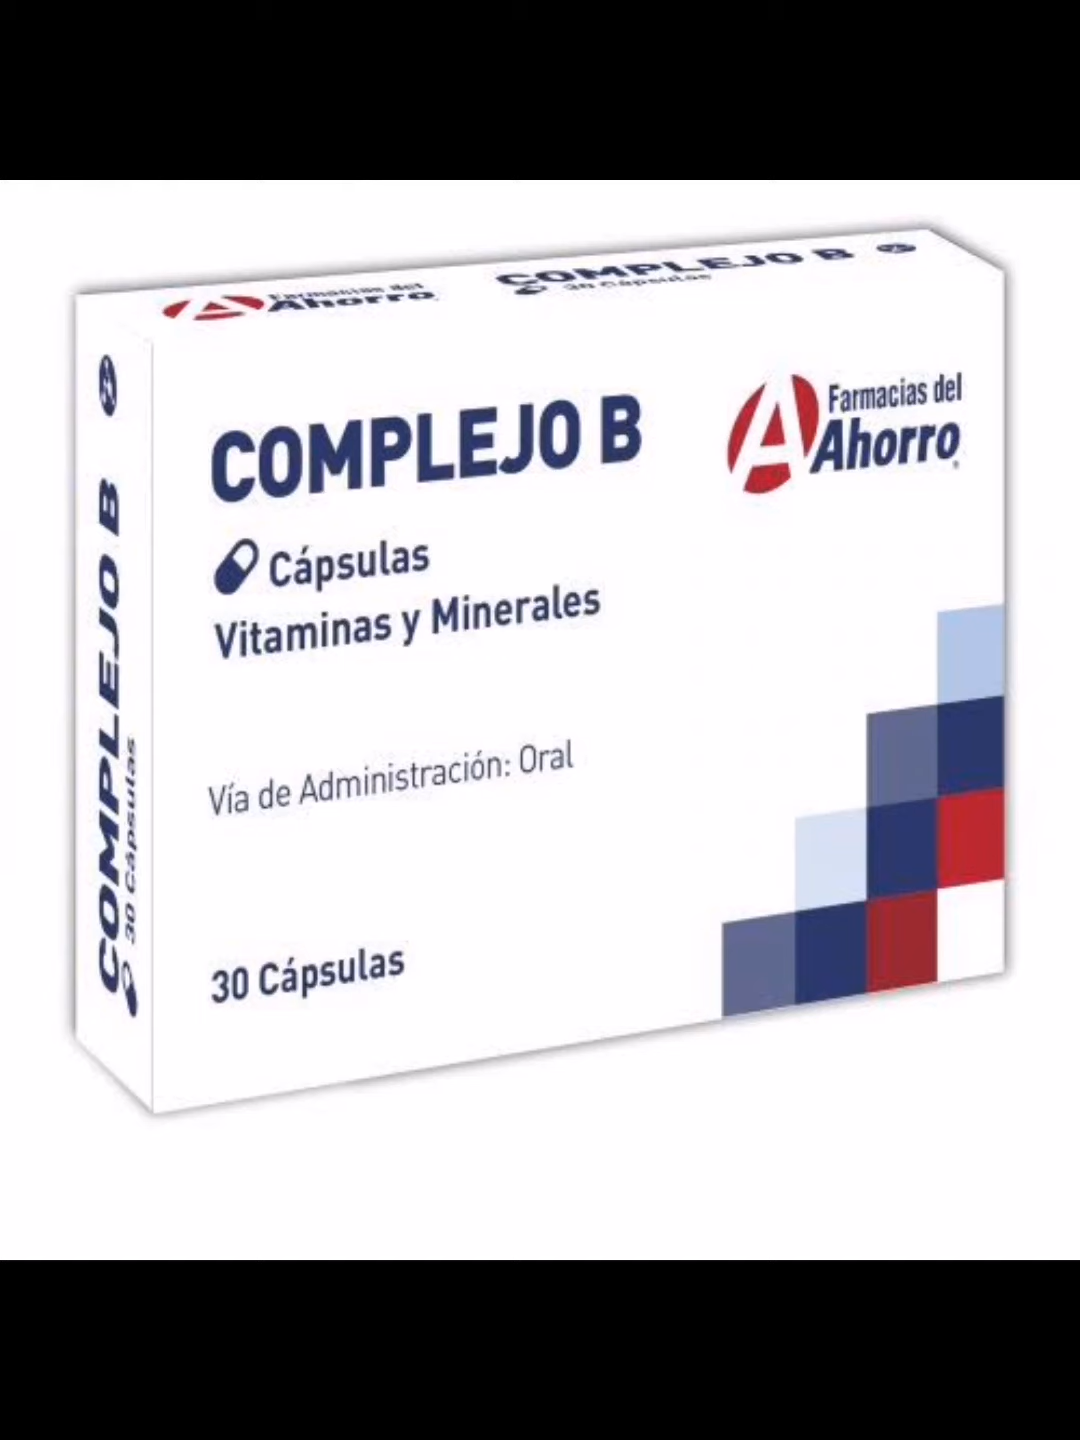 Farmacias del
Ahorro
COMPLEJO B
30 Cápsulas
COMPLEJO B
Farmacias del
Ahorro
Cápsulas
Vitaminas y Minerales
Vía de Administración: Oral
30 Cápsulas
COMPLEJO B
30 Cápsulas